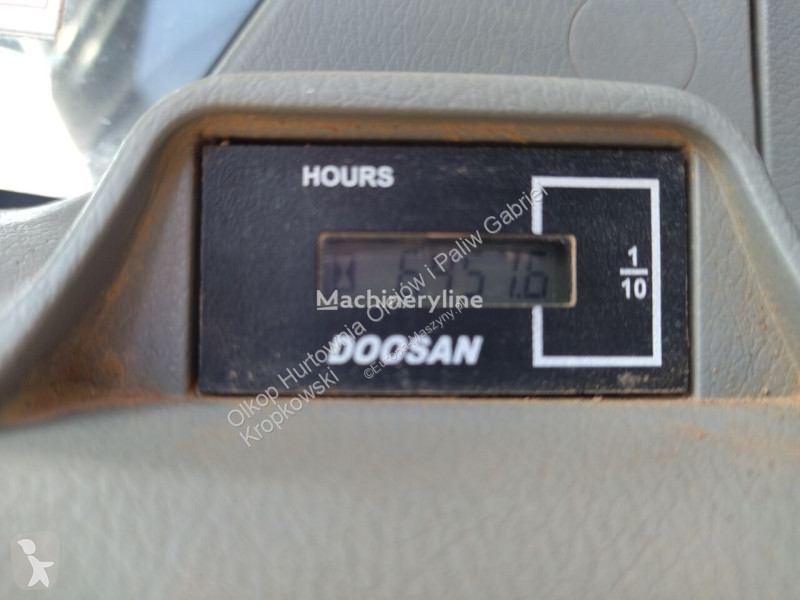 HOURS
1
10
Machineryline
DOOSAN
Olkop Hurtownia Olejów i Paliw Gabriel
Kropkowski